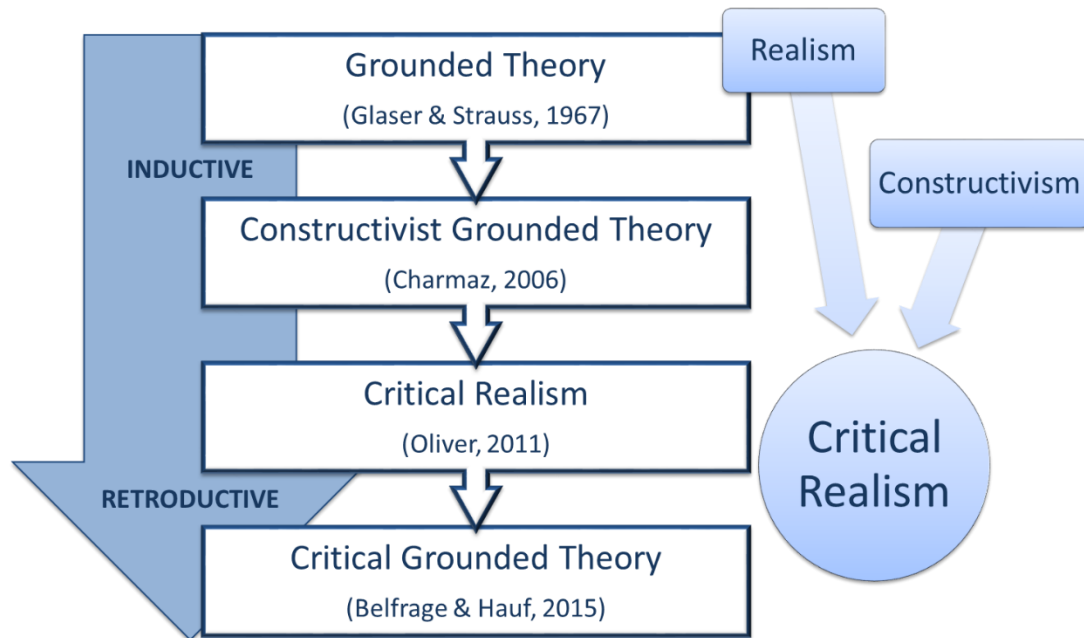 Grounded Theory
(Glaser & Strauss, 1967)
Realism
INDUCTIVE
Constructivism
Constructivist Grounded Theory
(Charmaz, 2006)
Critical Realism
(Oliver, 2011)
Critical
Realism
RETRODUCTIVE
Critical Grounded Theory
(Belfrage & Hauf, 2015)